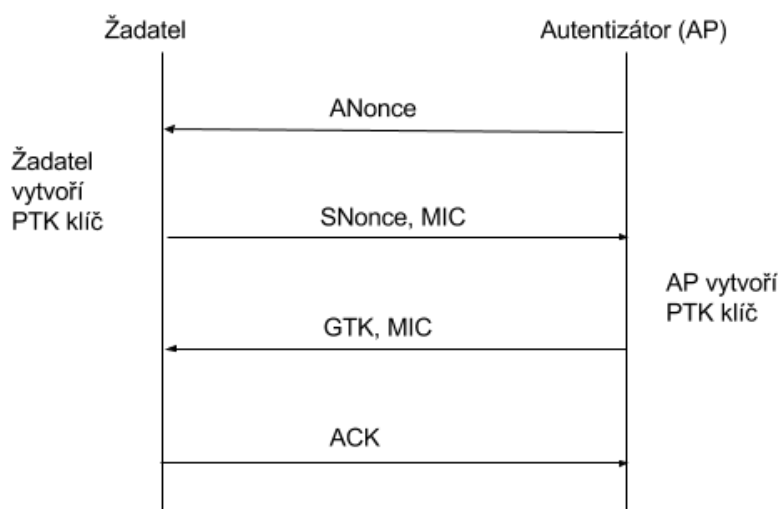 Žadatel
Autentizátor (AP)
ANonce
Žadatel
vytvoří
PTK klíč
SNonce, MIC
AP vytvoří
PTK klíč
GTK, MIC
ACK